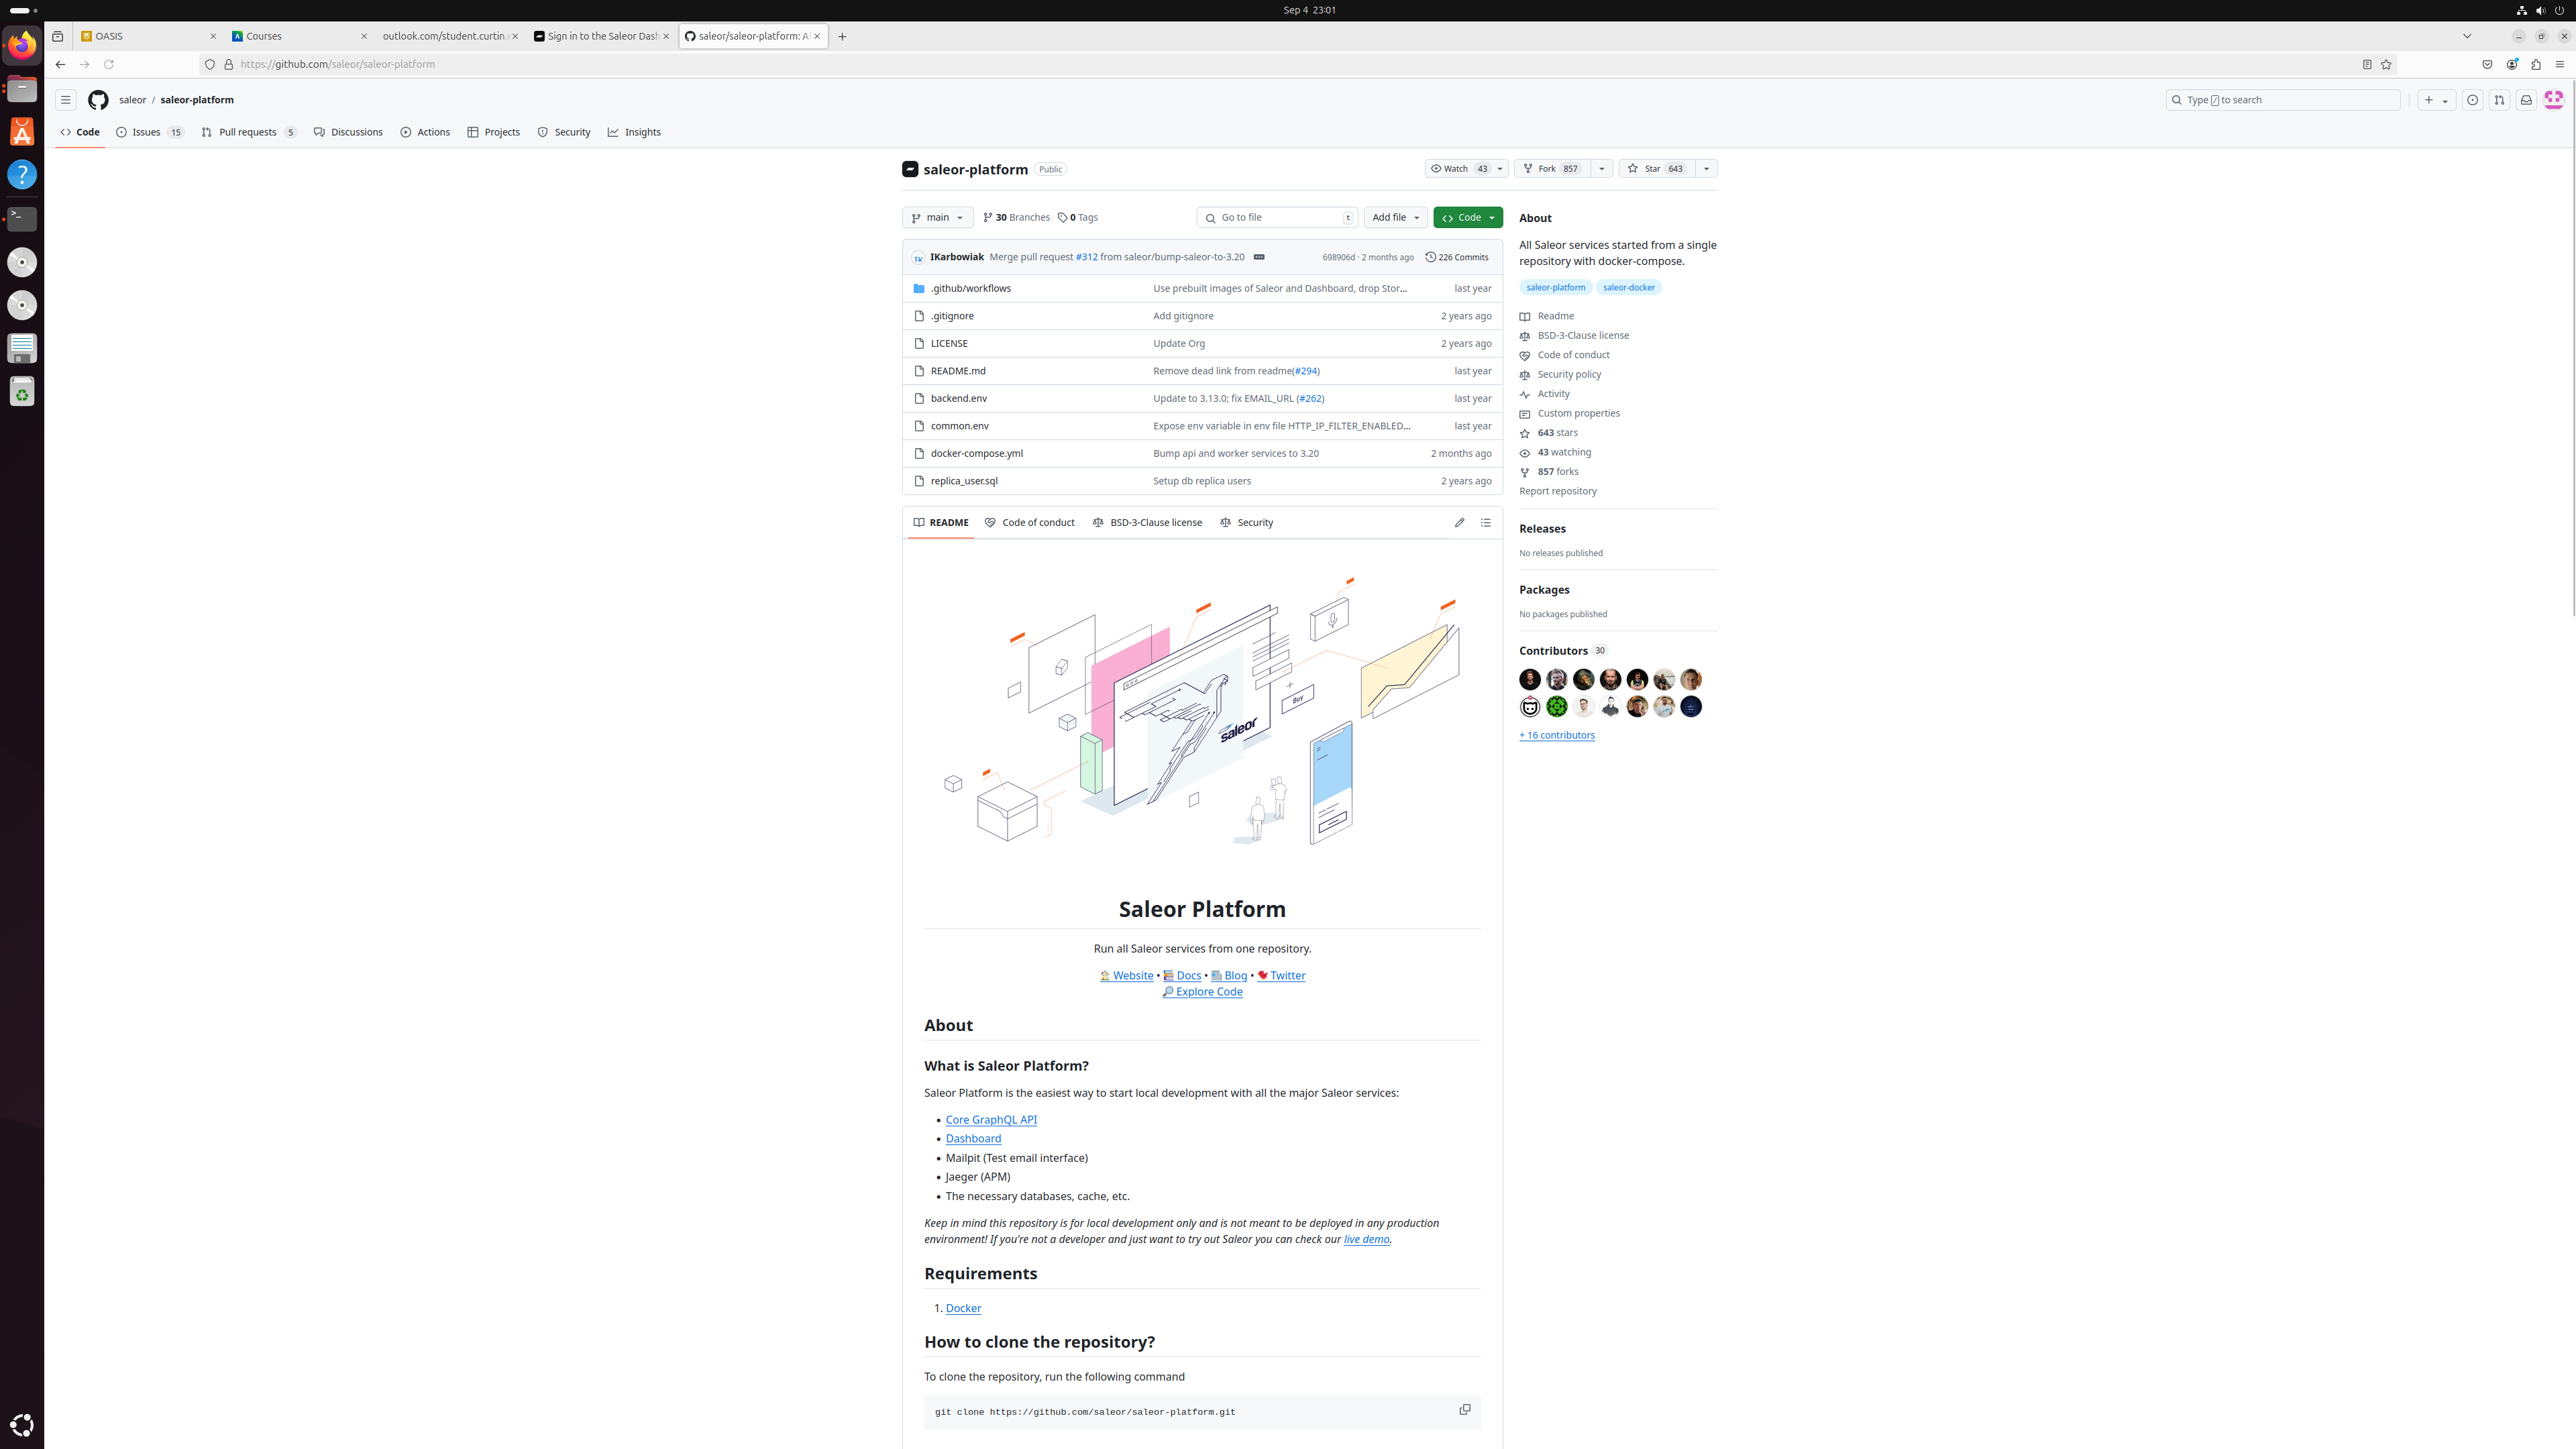 Sep 4 23:01
OASIS
Courses
outlook.com/student.curtin.
Sign in to the Saleor Dash
saleor/saleor-platform: Al
https://github.com/saleor/saleor-platform
saleor / saleor-platform
Type / to search
Code
Issues 15
Pull requests 5
Discussions
Actions
Projects
Security
Insights
saleor-platform Public
Watch 43
Fork 857
Star 643
main
30 Branches
0 Tags
Go to file t
Add file
Code
IKarbowiak Merge pull request #312 from saleor/bump-saleor-to-3.20
698906d · 2 months ago
226 Commits
.github/workflows Use prebuilt images of Saleor and Dashboard, drop Stor… last year
.gitignore Add gitignore 2 years ago
LICENSE Update Org 2 years ago
README.md Remove dead link from readme(#294) last year
backend.env Update to 3.13.0; fix EMAIL_URL (#262) last year
common.env Expose env variable in env file HTTP_IP_FILTER_ENABLED… last year
docker-compose.yml Bump api and worker services to 3.20 2 months ago
replica_user.sql Setup db replica users 2 years ago
README
Code of conduct
BSD-3-Clause license
Security
saleor
BUY
Saleor Platform
Run all Saleor services from one repository.
Website • Docs • Blog • Twitter
Explore Code
About
What is Saleor Platform?
Saleor Platform is the easiest way to start local development with all the major Saleor services:
• Core GraphQL API
• Dashboard
• Mailpit (Test email interface)
• Jaeger (APM)
• The necessary databases, cache, etc.
Keep in mind this repository is for local development only and is not meant to be deployed in any production
environment! If you're not a developer and just want to try out Saleor you can check our live demo.
Requirements
1. Docker
How to clone the repository?
To clone the repository, run the following command
git clone https://github.com/saleor/saleor-platform.git
About
All Saleor services started from a single
repository with docker-compose.
saleor-platform saleor-docker
Readme
BSD-3-Clause license
Code of conduct
Security policy
Activity
Custom properties
643 stars
43 watching
857 forks
Report repository
Releases
No releases published
Packages
No packages published
Contributors 30
+ 16 contributors